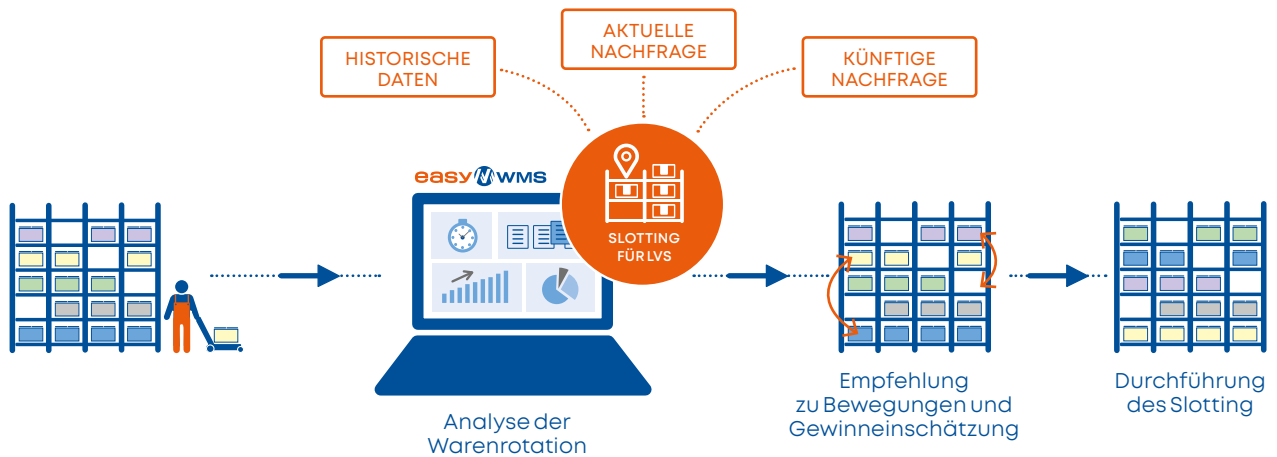 HISTORISCHE
DATEN
AKTUELLE
NACHFRAGE
KÜNFTIGE
NACHFRAGE
easy WMS
SLOTTING
FÜR LVS
Analyse der
Warenrotation
Empfehlung
zu Bewegungen und
Gewinneinschätzung
Durchführung
des Slotting